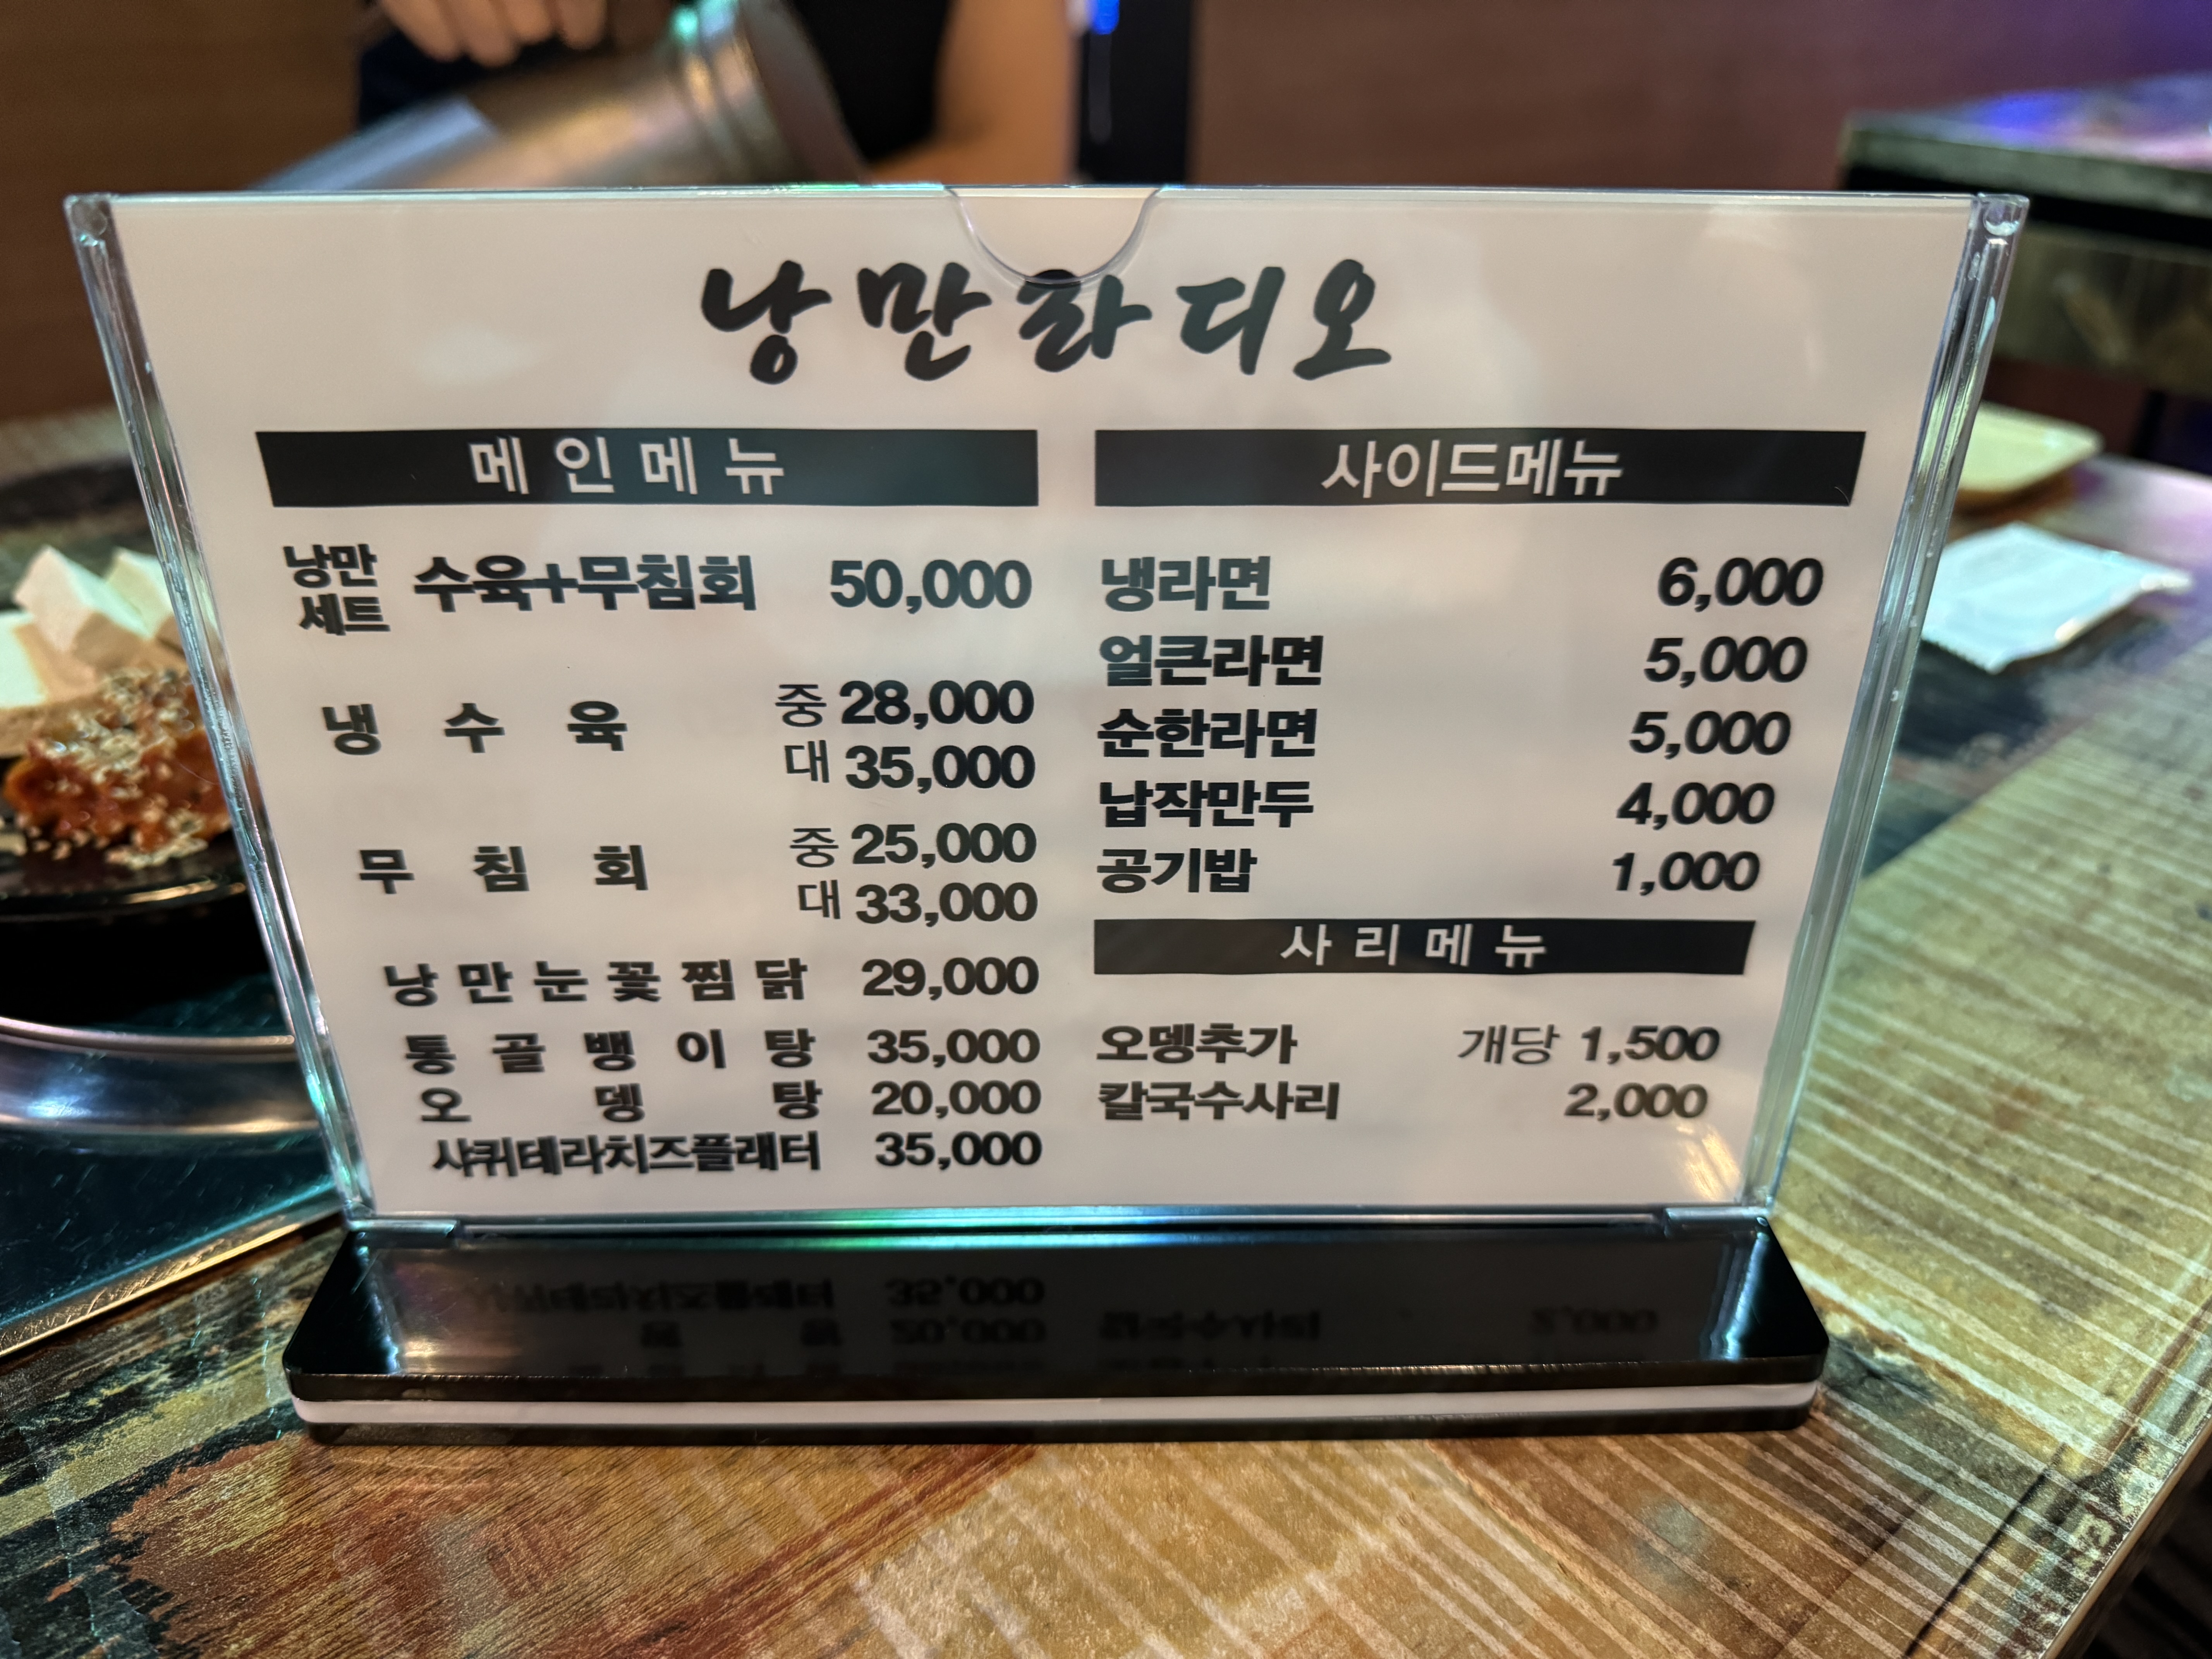 낭만라디오
메인메뉴
낭만
세트 수육+무침회 50,000
냉수육 중 28,000
대 35,000
무침회 중 25,000
대 33,000
낭만눈꽃찜닭 29,000
통골뱅이탕 35,000
오뎅탕 20,000
샤퀴테라치즈플래터 35,000
사이드메뉴
냉라면 6,000
얼큰라면 5,000
순한라면 5,000
납작만두 4,000
공기밥 1,000
사리메뉴
오뎅추가 개당 1,500
칼국수사리 2,000